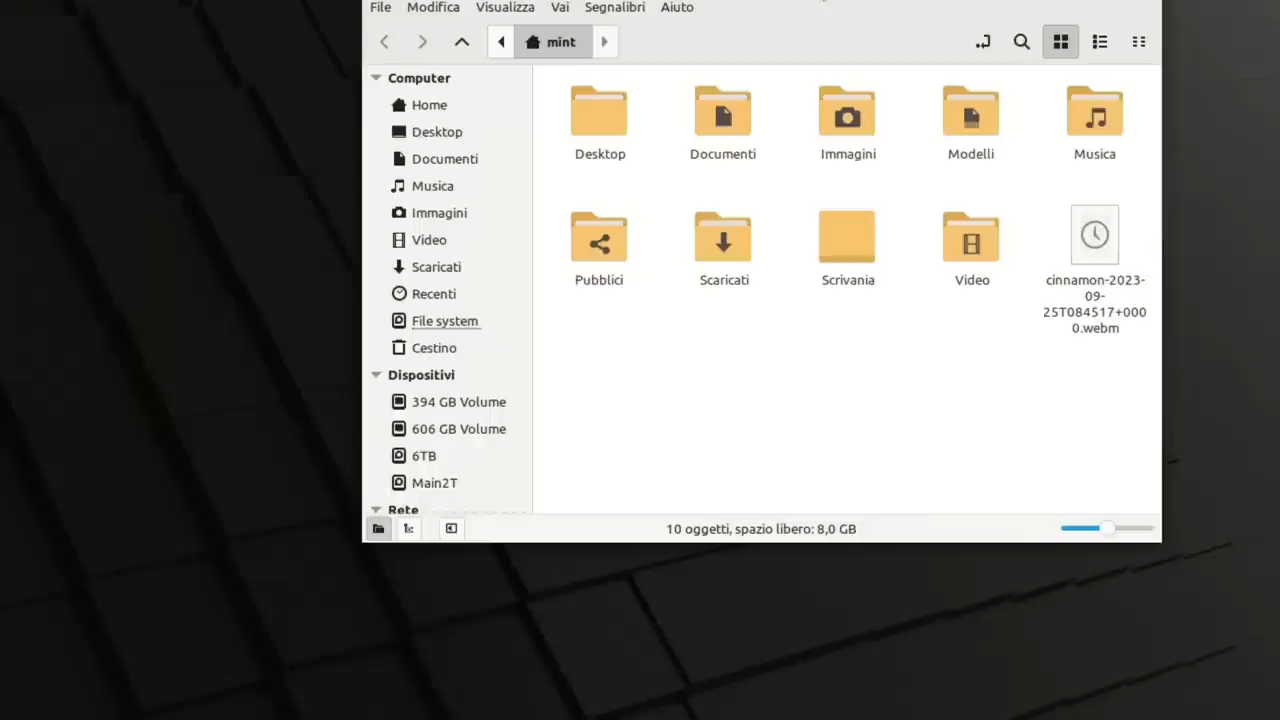 File Modifica Visualizza Vai Segnalibri Aiuto
mint
Computer
Home
Desktop
Documenti
Musica
Immagini
Video
Scaricati
Recenti
File system
Cestino
Dispositivi
394 GB Volume
606 GB Volume
6TB
Main2T
Rete
Desktop Documenti Immagini Modelli Musica
Pubblici Scaricati Scrivania Video cinnamon-2023-
09-
25T084517+000
0.webm
10 oggetti, spazio libero: 8,0 GB